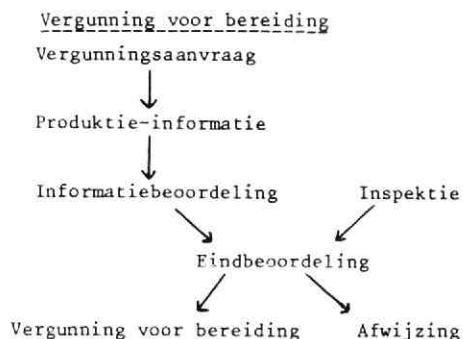 Vergunning voor bereiding
Vergunningsaanvraag
Produktie-informatie
Informatiebeoordeling Inspektie
Eindbeoordeling
Vergunning voor bereiding Afwijzing